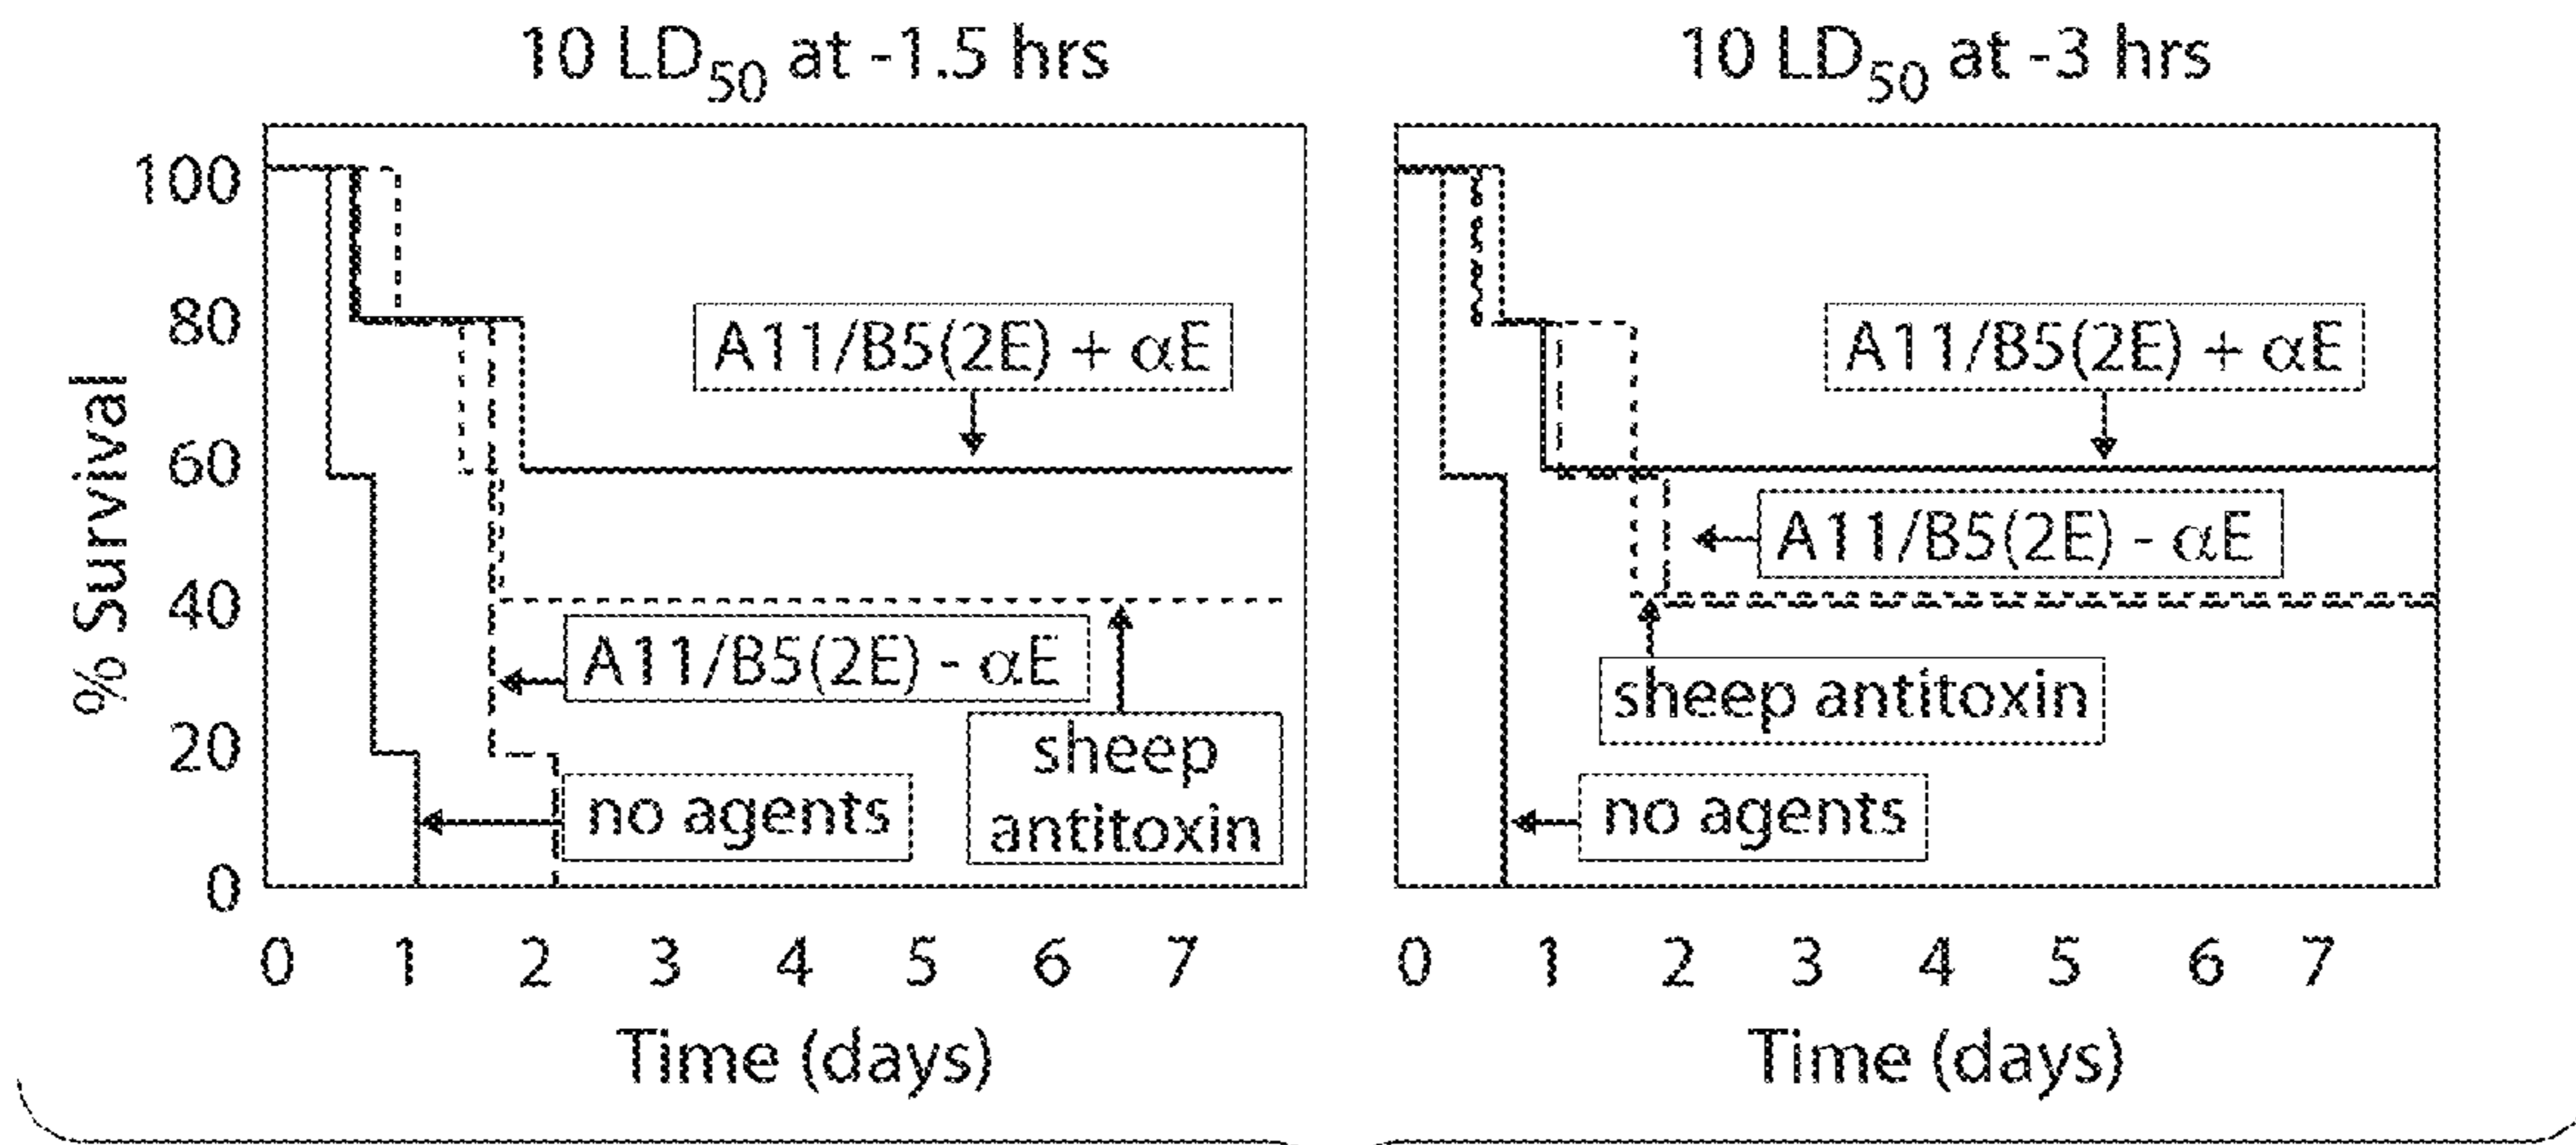 10 LD50 at -1.5 hrs
% Survival
100
80
60
40
20
0
A11/B5(2E) + αE
A11/B5(2E) - αE
sheep
antitoxin
no agents
0 1 2 3 4 5 6 7
Time (days)
10 LD50 at -3 hrs
A11/B5(2E) + αE
A11/B5(2E) - αE
sheep antitoxin
no agents
0 1 2 3 4 5 6 7
Time (days)